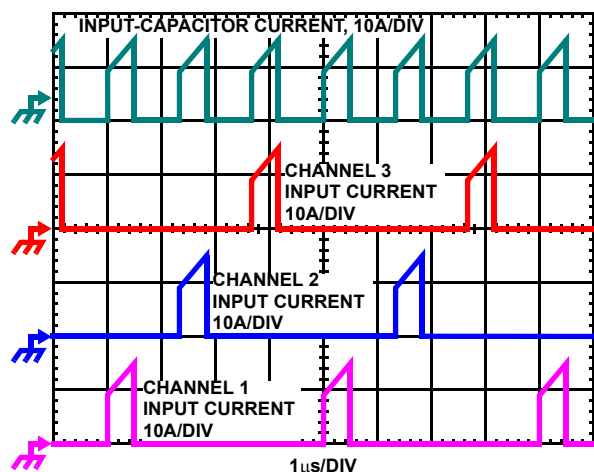 INPUT-CAPACITOR CURRENT, 10A/DIV
CHANNEL 3
INPUT CURRENT
10A/DIV
CHANNEL 2
INPUT CURRENT
10A/DIV
CHANNEL 1
INPUT CURRENT
10A/DIV
1µs/DIV